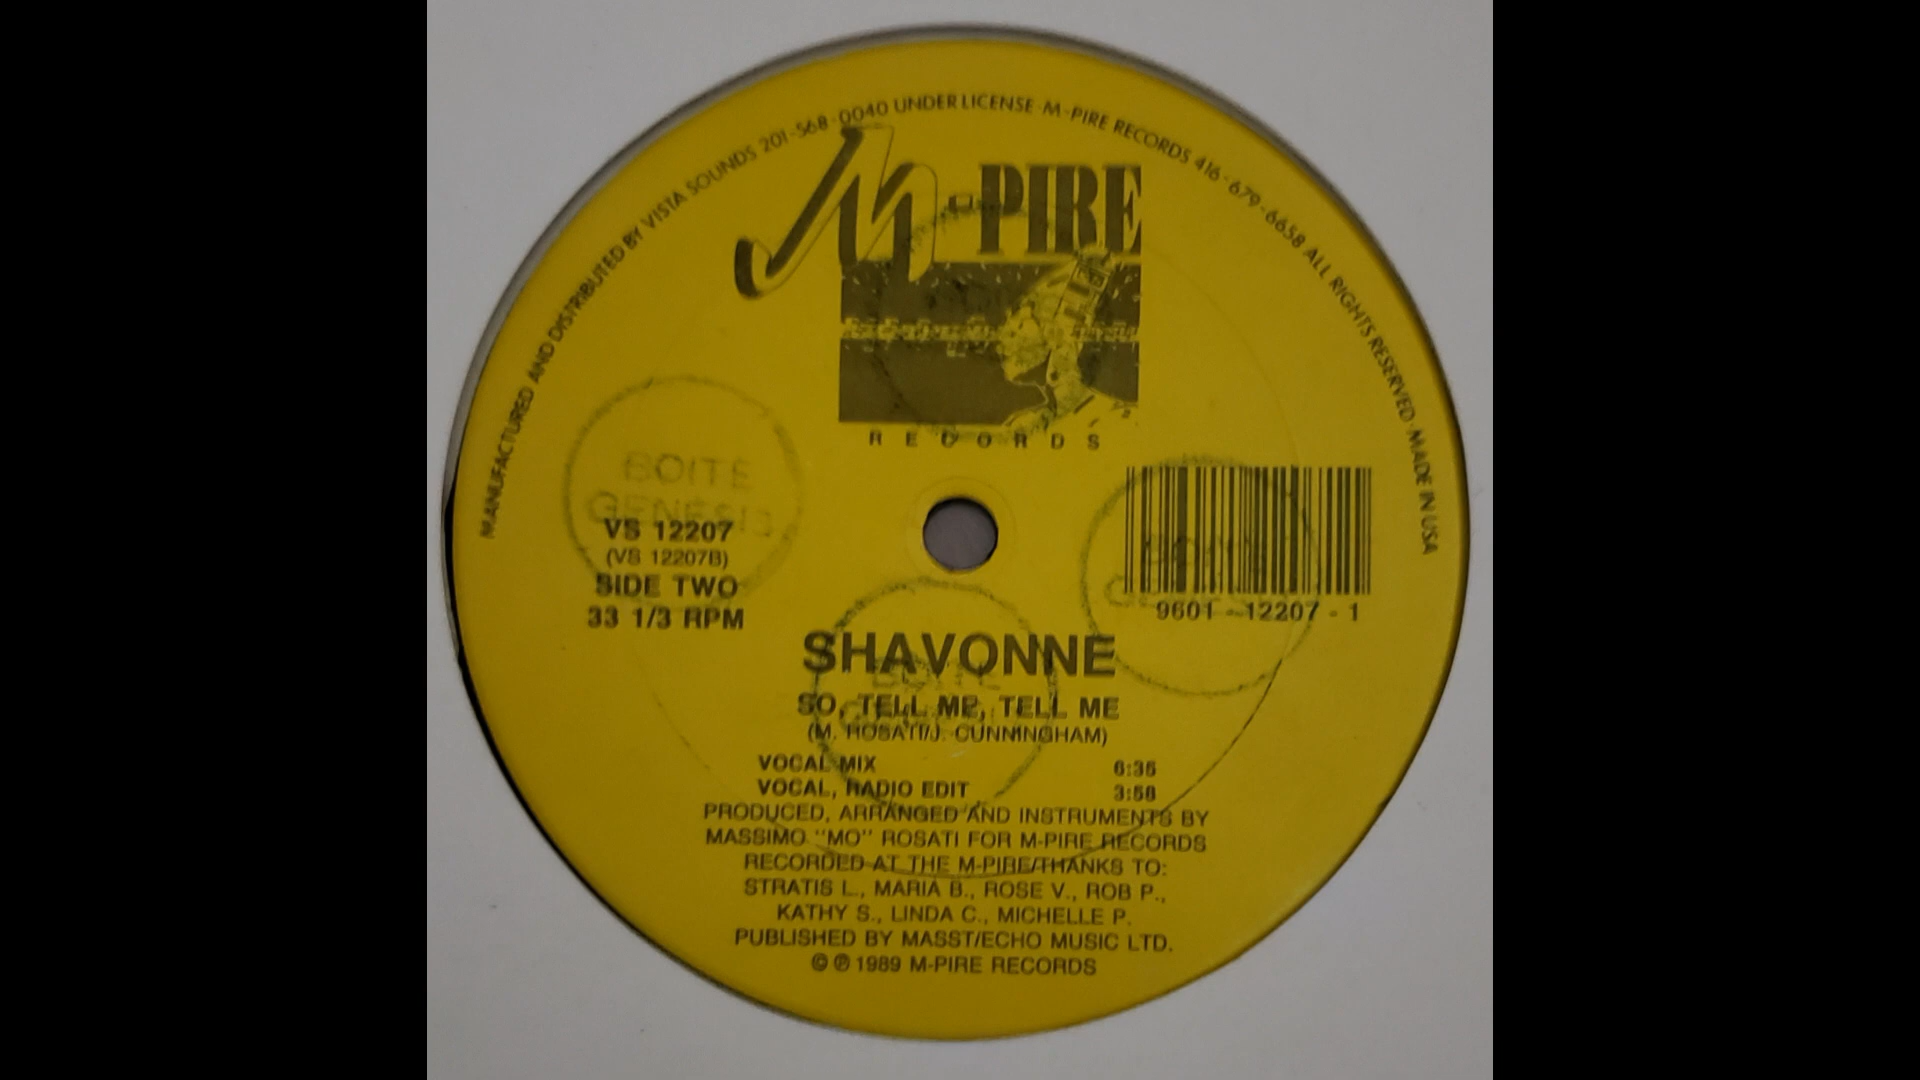 MANUFACTURED AND DISTRIBUTED BY VISTA SOUNDS 201-568-0040 UNDER LICENSE M-PIRE RECORDS 416-679-6658 ALL RIGHTS RESERVED · MADE IN USA
M-PIRE
RECORDS
BOITE
GENESIS
VS 12207
(VS 12207B)
SIDE TWO
33 1/3 RPM
9601-12207-1
SHAVONNE
SO, TELL ME, TELL ME
(M. ROSATI/J. CUNNINGHAM)
VOCAL MIX 6:35
VOCAL, RADIO EDIT 3:58
PRODUCED, ARRANGED AND INSTRUMENTS BY
MASSIMO "MO" ROSATI FOR M-PIRE RECORDS
RECORDED AT THE M-PIRE/THANKS TO:
STRATIS L., MARIA B., ROSE V., ROB P.,
KATHY S., LINDA C., MICHELLE P.
PUBLISHED BY MASST/ECHO MUSIC LTD.
© ℗ 1989 M-PIRE RECORDS